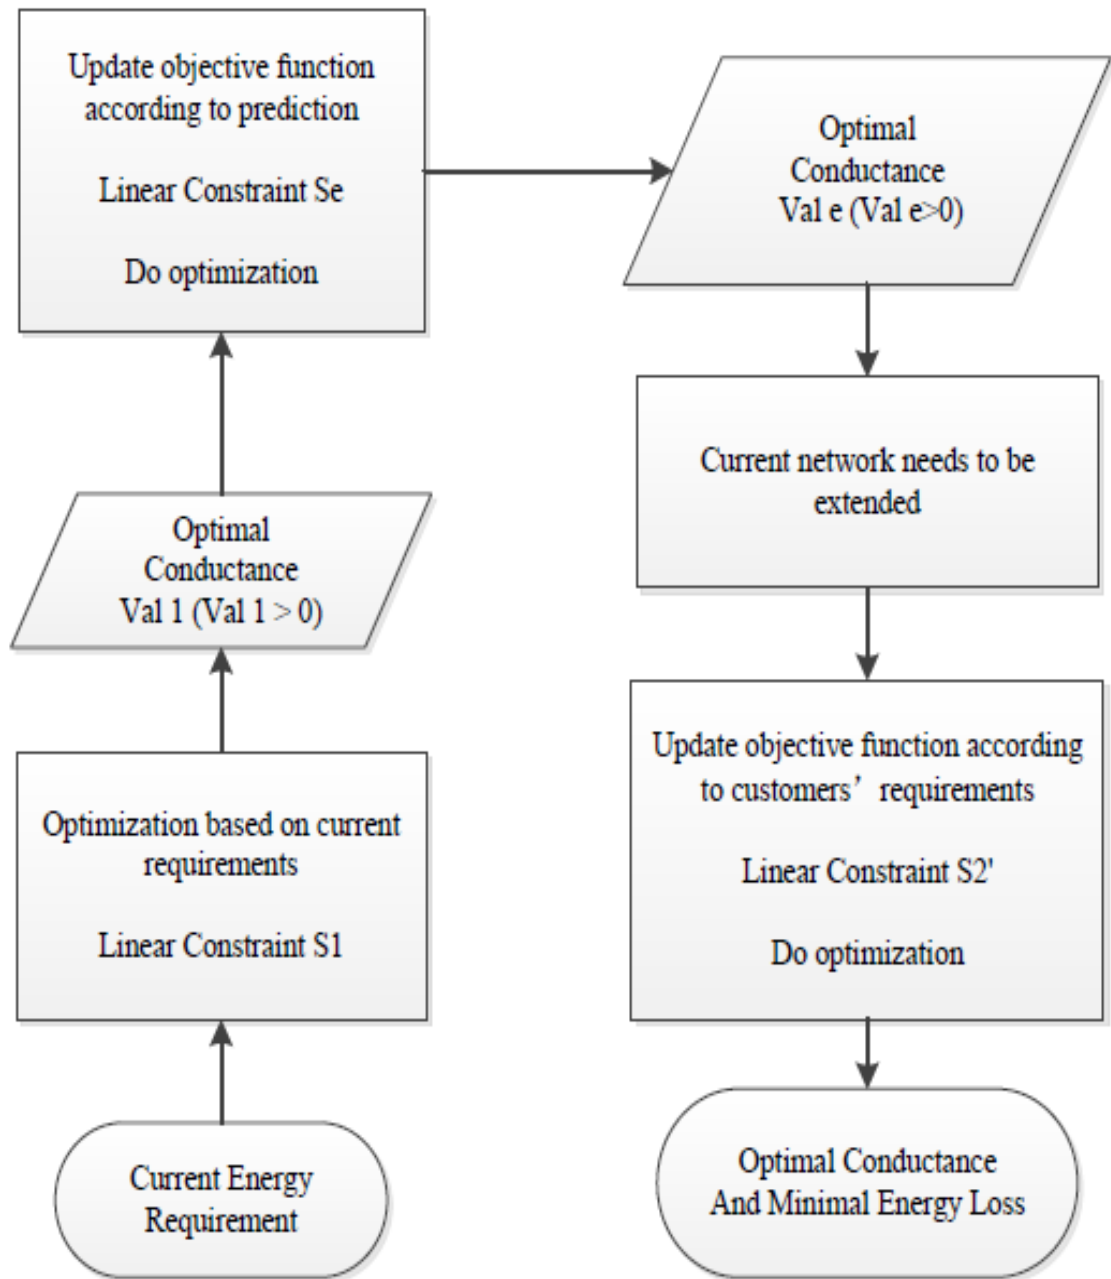 Update objective function
according to prediction
Linear Constraint Se
Do optimization
Optimal
Conductance
Val e (Val e>0)
Current network needs to be
extended
Optimal
Conductance
Val 1 (Val 1 > 0)
Update objective function according
to customers’ requirements
Linear Constraint S2'
Do optimization
Optimization based on current
requirements
Linear Constraint S1
Current Energy
Requirement
Optimal Conductance
And Minimal Energy Loss